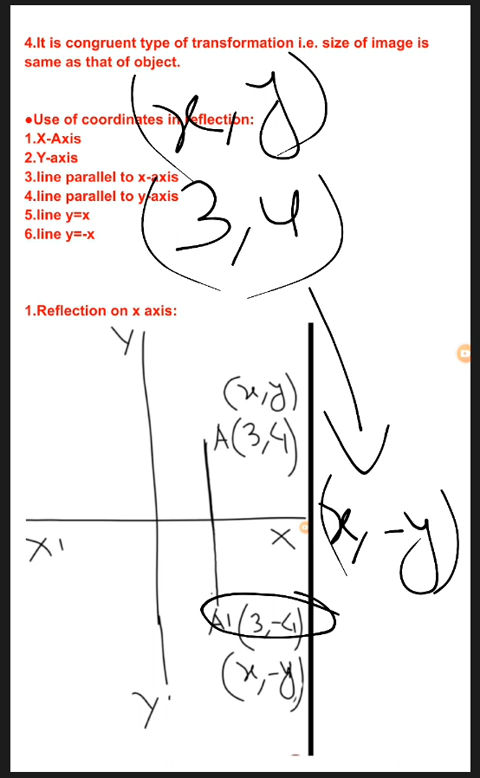 4.It is congruent type of transformation i.e. size of image is
same as that of object.
(x,y)
●Use of coordinates in reflection:
1.X-Axis
2.Y-axis
3.line parallel to x-axis
4.line parallel to y-axis
5.line y=x
6.line y=-x
(3,4)
1.Reflection on x axis:
Y
(x,y)
A(3,4)
X'
X
(x,-y)
A'(3,-4)
(x,-y)
Y'